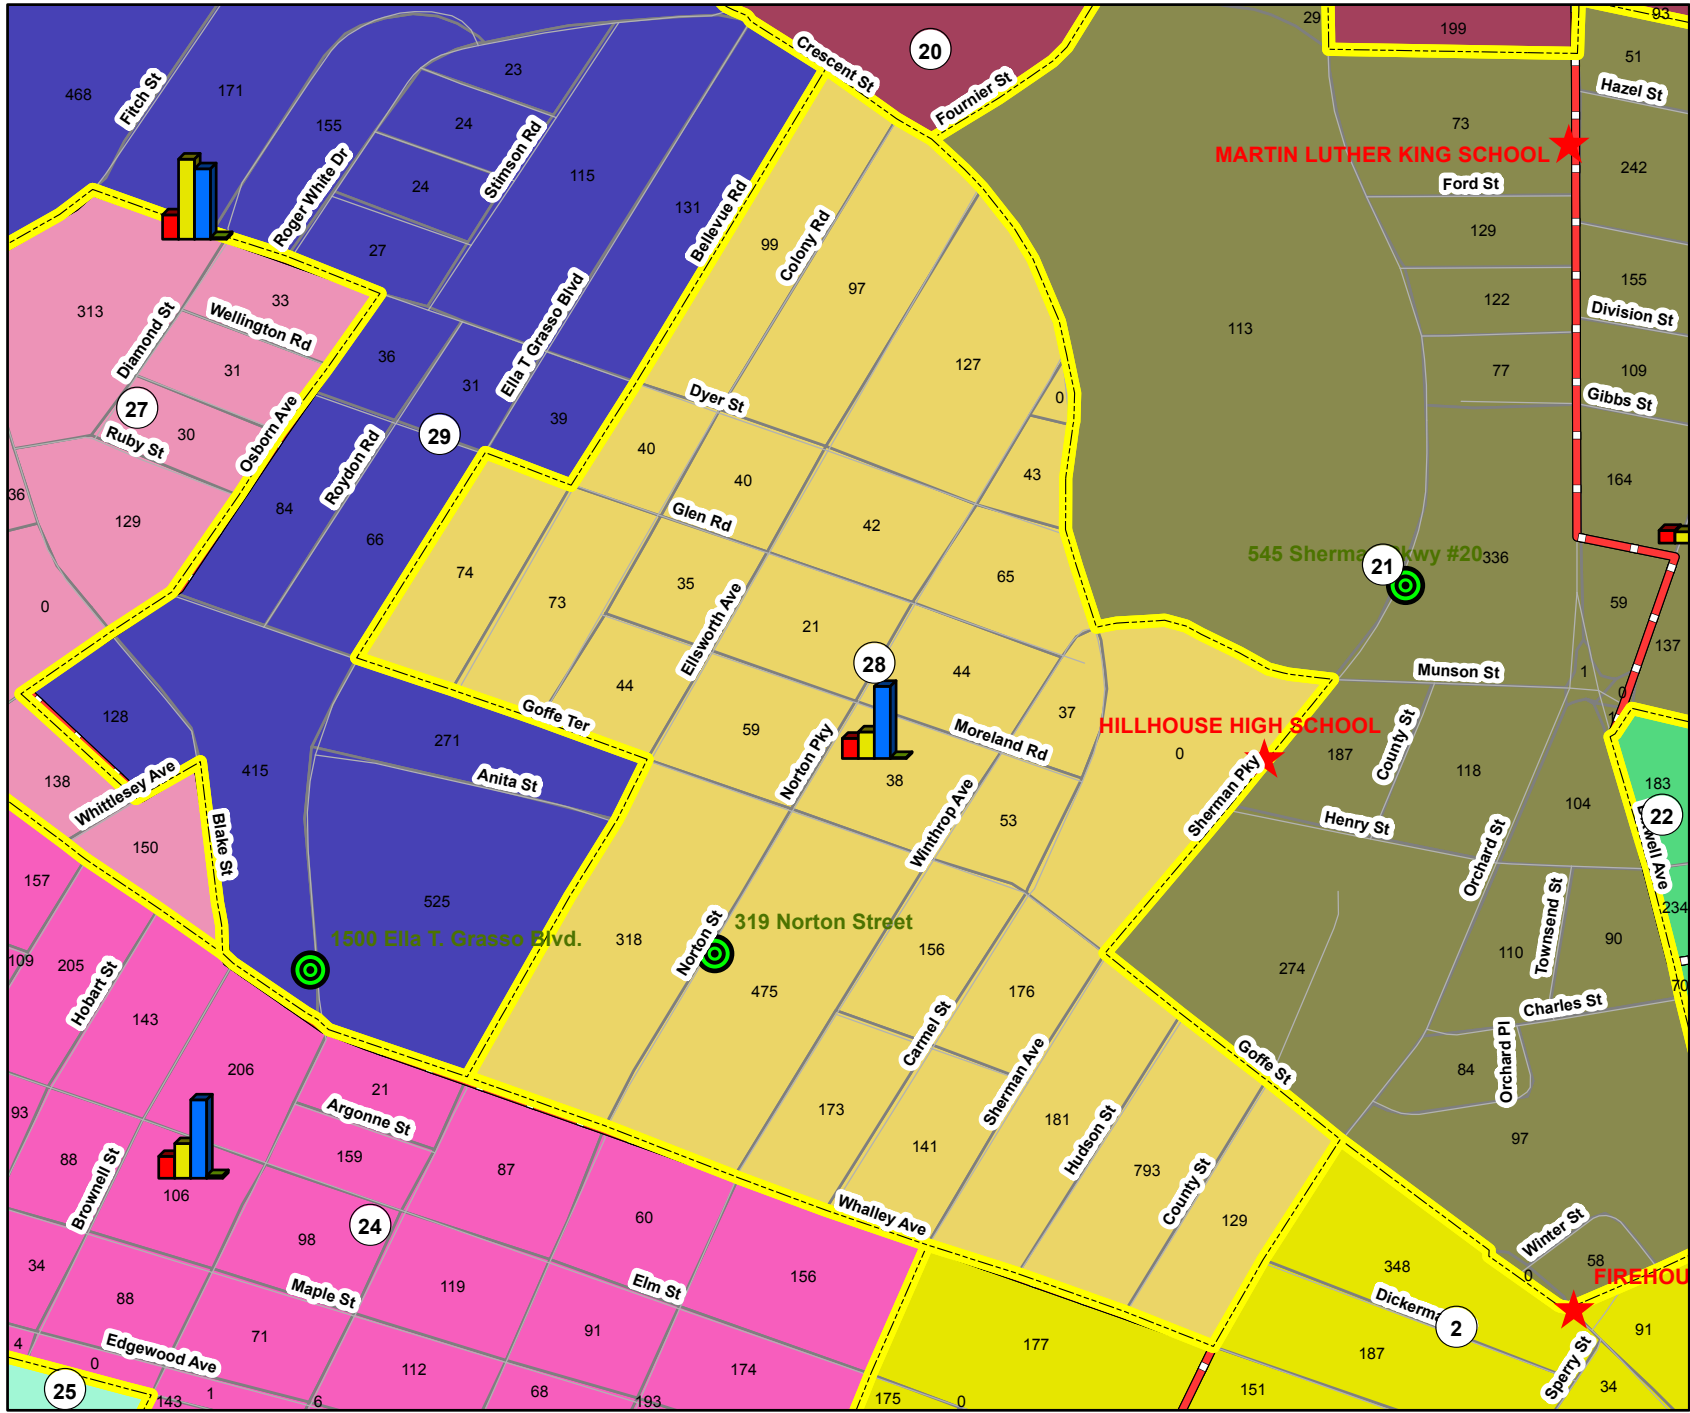 20
Crescent St
Fournier St
29
199
93
51
Hazel St
23
Fitch St
468
171
155
24
Stimson Rd
73
MARTIN LUTHER KING SCHOOL
242
Ford St
24
115
131
Bellevue Rd
Roger White Dr
27
99
Colony Rd
129
97
155
33
313
122
Division St
Wellington Rd
Diamond St
Ella T Grasso Blvd
113
36
31
31
127
77
109
Dyer St
0
Gibbs St
27
39
30
29
Osborn Ave
Ruby St
40
Roydon Rd
43
40
164
36
84
129
Glen Rd
42
66
545 Sherma
kwy #20
336
21
74
35
65
73
59
0
21
Ellsworth Ave
137
28
44
44
Munson St
1
0
Goffe Ter
128
37
1
59
271
Moreland Rd
HILLHOUSE HIGH SCHOOL
0
187
County St
Norton Pky
415
138
Anita St
38
118
183
Whittlesey Ave
Sherman Pky
104
22
Winthrop Ave
53
Henry St
150
Blake St
well Ave
Orchard St
157
525
234
319 Norton Street
Townsend St
1500 Ella T. Grasso Blvd.
318
Norton St
156
110
90
109
205
274
475
176
70
Hobart St
143
Charles St
Carmel St
Orchard Pl
206
21
Goffe St
84
Sherman Ave
93
Argonne St
173
181
141
Hudson St
97
88
159
87
793
Brownell St
106
County St
60
Whalley Ave
129
24
98
Winter St
34
58
156
348
0
FIREHOU
119
Elm St
Maple St
88
Dickerma
2
71
91
177
91
4
Edgewood Ave
187
0
112
174
Sperry St
25
1
68
151
34
143
6
193
175
0